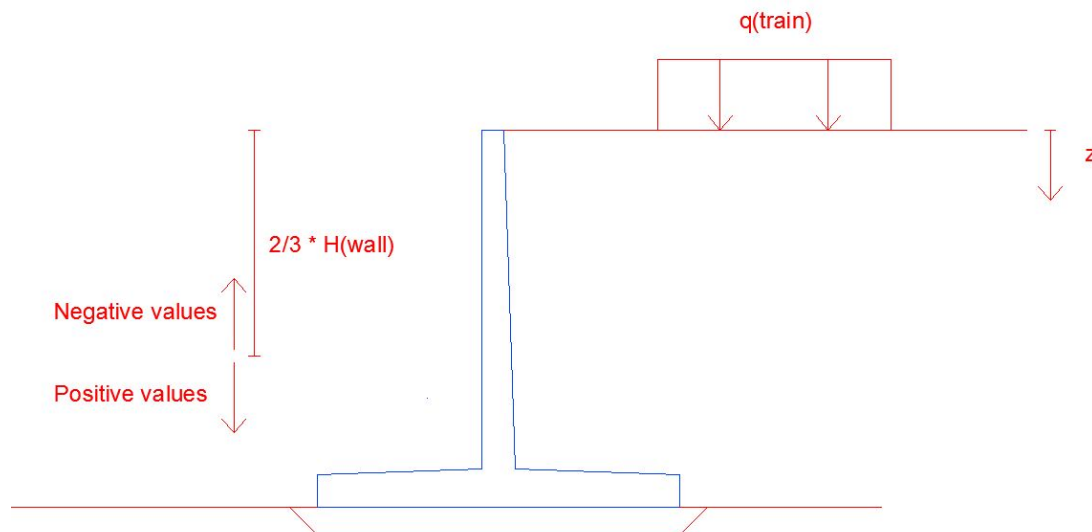 q(train)
z
2/3 * H(wall)
Negative values
Positive values